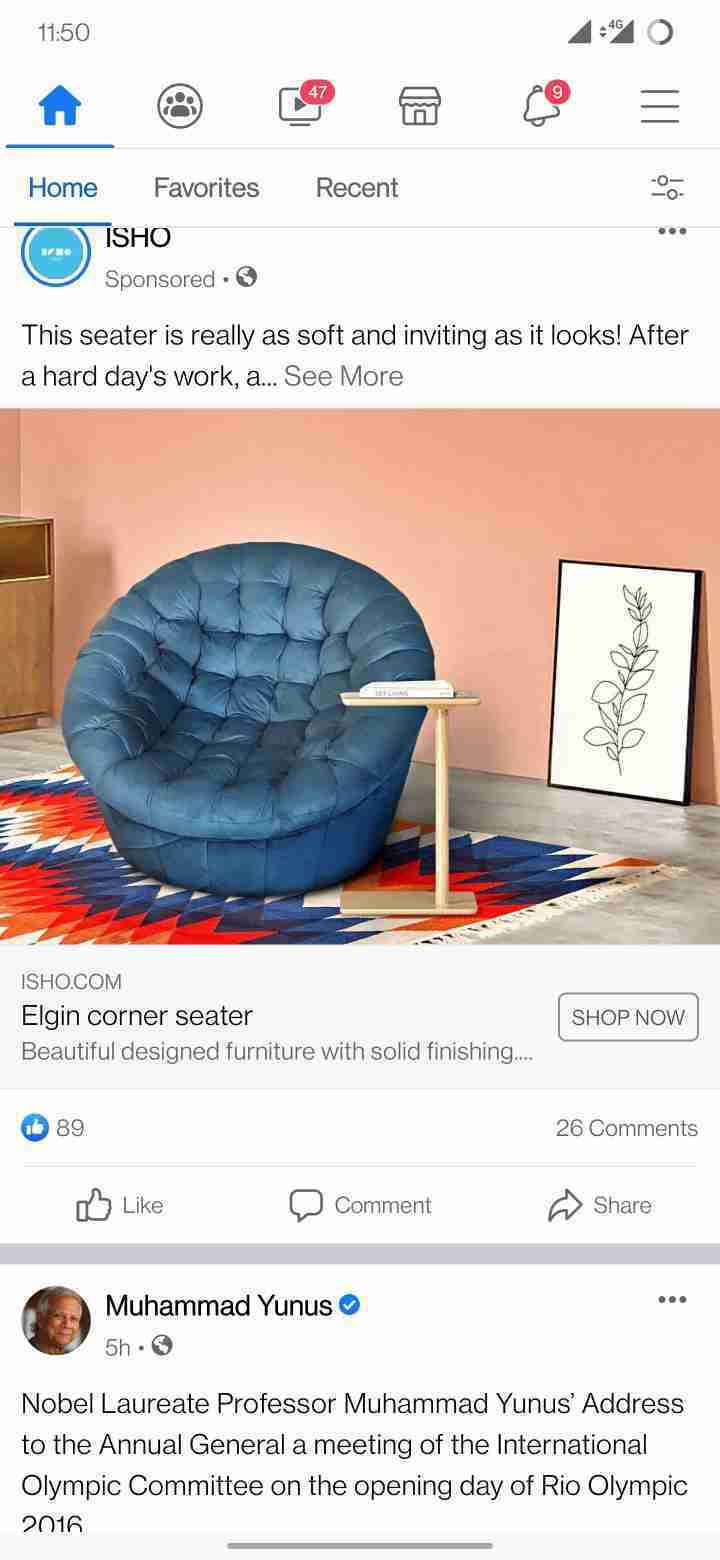 11:50
4G
47
9
Home Favorites Recent
ISHO
Sponsored •
This seater is really as soft and inviting as it looks! After
a hard day's work, a... See More
ISHO.COM
Elgin corner seater
SHOP NOW
Beautiful designed furniture with solid finishing....
89
26 Comments
Like Comment Share
Muhammad Yunus
5h •
Nobel Laureate Professor Muhammad Yunus’ Address
to the Annual General a meeting of the International
Olympic Committee on the opening day of Rio Olympic
2016